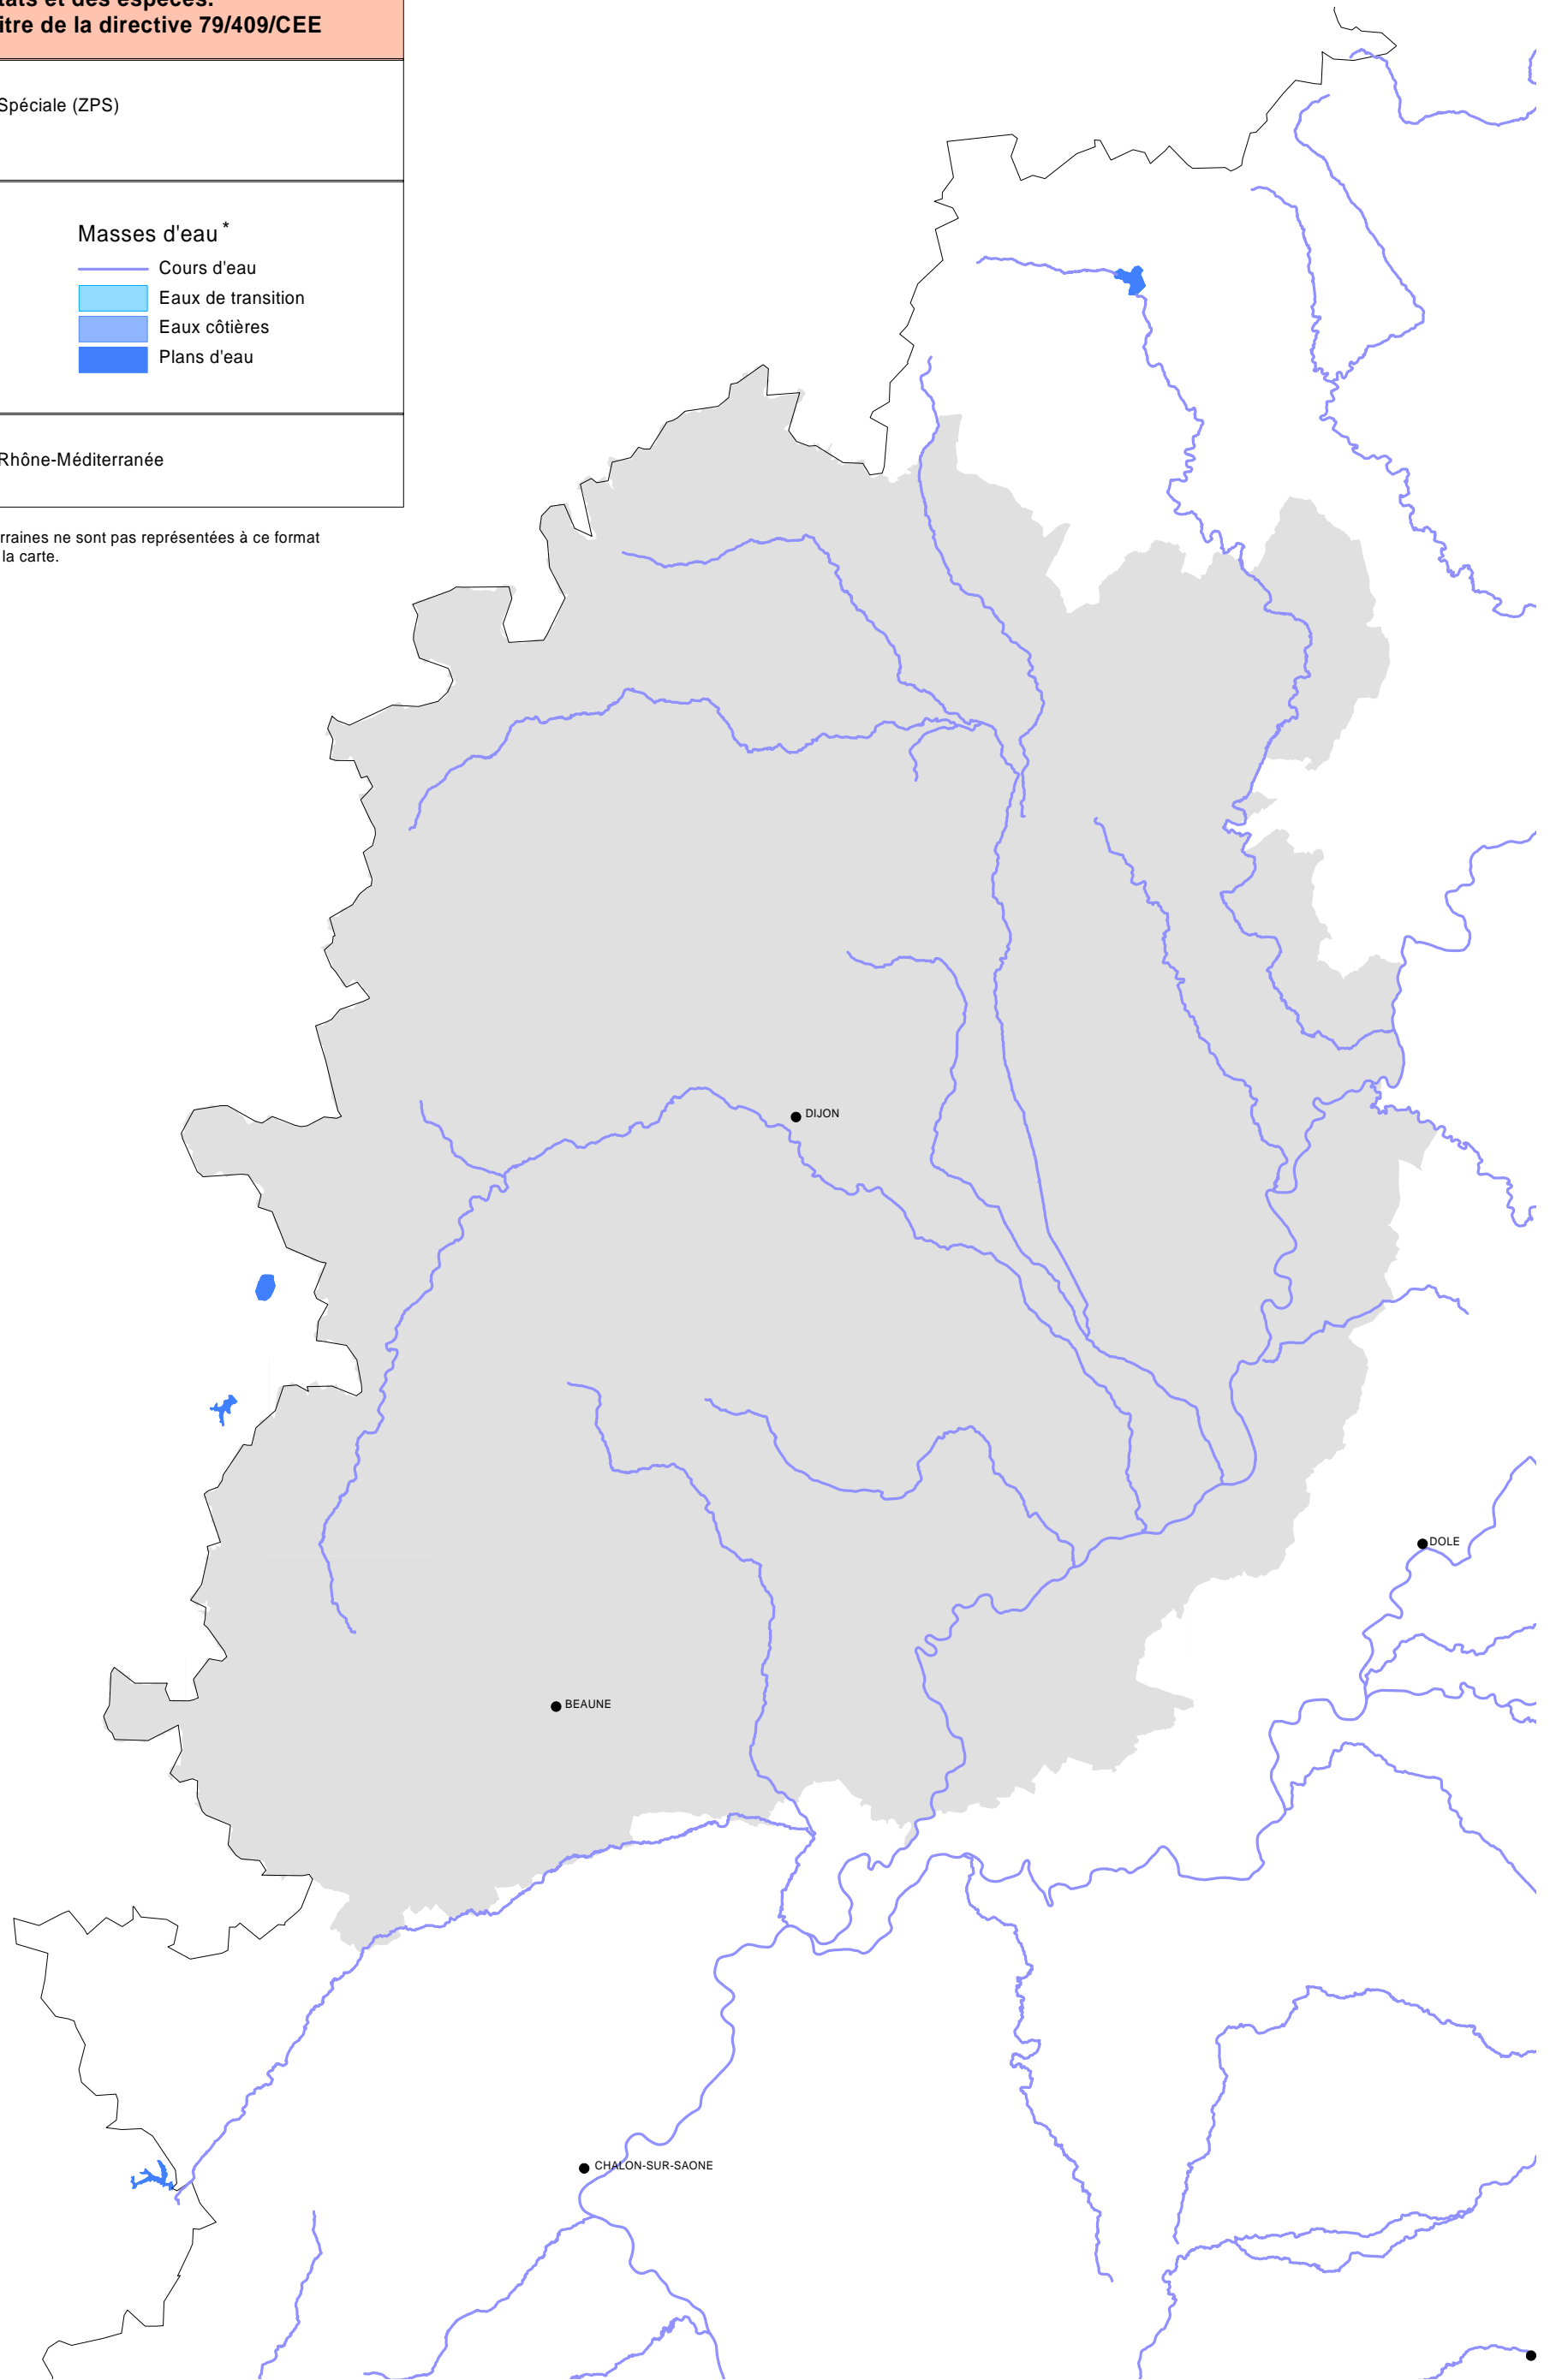 itre de la directive 79/409/CEE
Spéciale (ZPS)
Masses d'eau *
Cours d'eau
Eaux de transition
Eaux côtières
Plans d'eau
Rhône-Méditerranée
rraines ne sont pas représentées à ce format
la carte.
DIJON
DOLE
BEAUNE
CHALON-SUR-SAONE